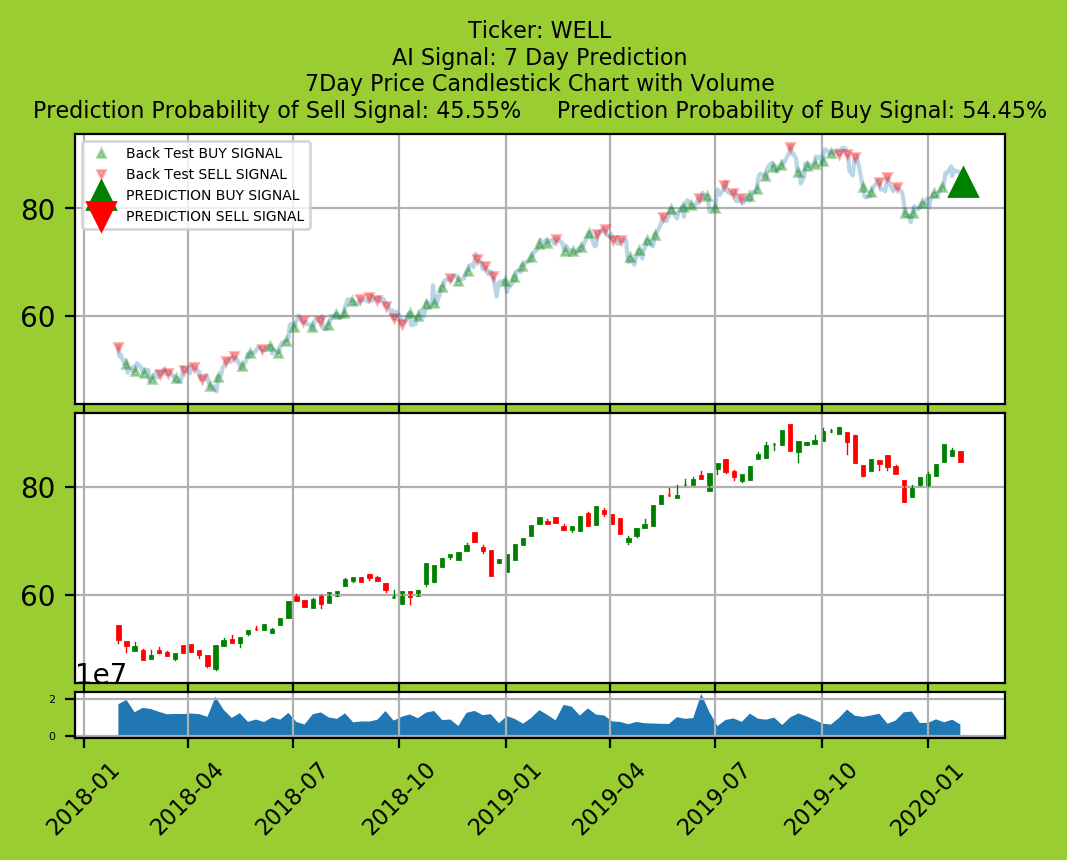 Ticker: WELL
AI Signal: 7 Day Prediction
7Day Price Candlestick Chart with Volume
Prediction Probability of Sell Signal: 45.55% Prediction Probability of Buy Signal: 54.45%
Back Test BUY SIGNAL
Back Test SELL SIGNAL
PREDICTION BUY SIGNAL
PREDICTION SELL SIGNAL
80
60
80
60
1e7
2
0
2018-01 2018-04 2018-07 2018-10 2019-01 2019-04 2019-07 2019-10 2020-01